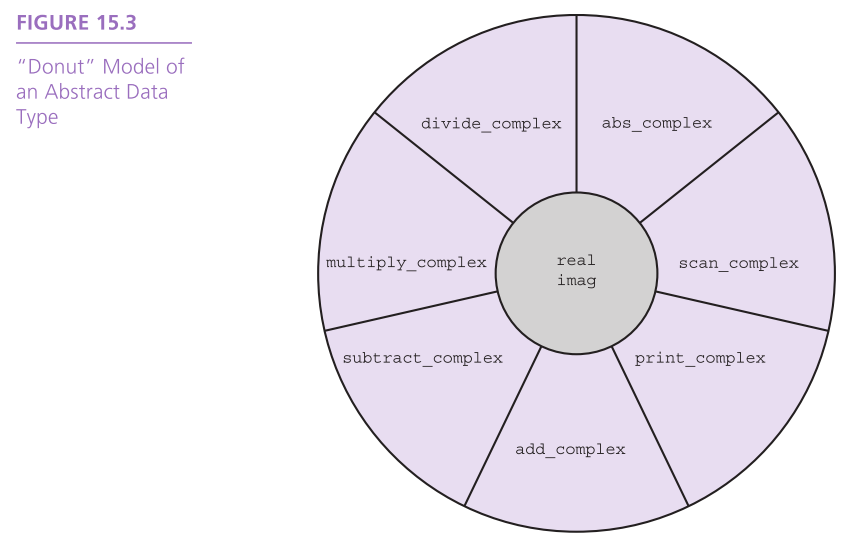 FIGURE 15.3
“Donut” Model of
an Abstract Data
Type
divide_complex
abs_complex
multiply_complex
real
imag
scan_complex
subtract_complex
print_complex
add_complex